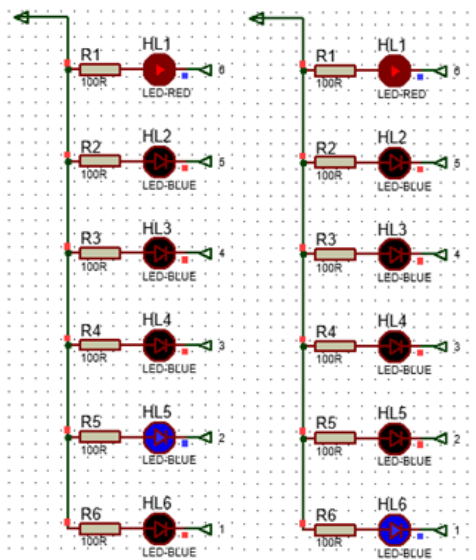 HL1
R1
6
100R
LED-RED
HL2
R2
5
100R
LED-BLUE
HL3
R3
4
100R
LED-BLUE
HL4
R4
3
100R
LED-BLUE
HL5
R5
2
100R
LED-BLUE
HL6
R6
1
100R
LED-BLUE
HL1
R1
6
100R
LED-RED
HL2
R2
5
100R
LED-BLUE
HL3
R3
4
100R
LED-BLUE
HL4
R4
3
100R
LED-BLUE
HL5
R5
2
100R
LED-BLUE
HL6
R6
1
100R
LED-BLUE